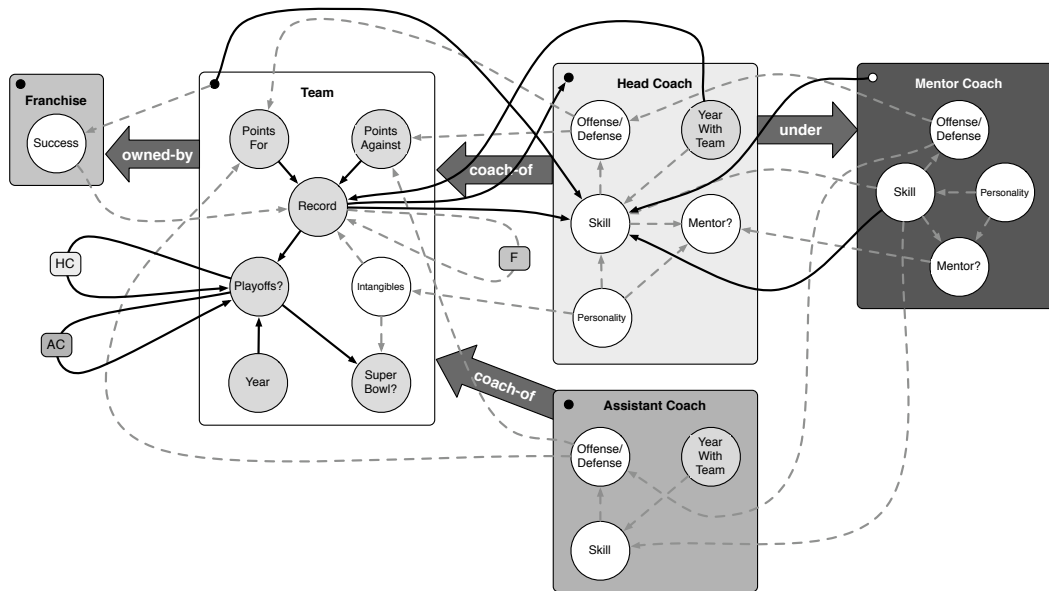 Franchise
Success
owned-by
Team
Points
For
Points
Against
Record
Playoffs?
Intangibles
Year
Super
Bowl?
HC
AC
F
coach-of
coach-of
Head Coach
Offense/
Defense
Year
With
Team
Skill
Mentor?
Personality
under
Mentor Coach
Offense/
Defense
Skill
Personality
Mentor?
Assistant Coach
Offense/
Defense
Year
With
Team
Skill